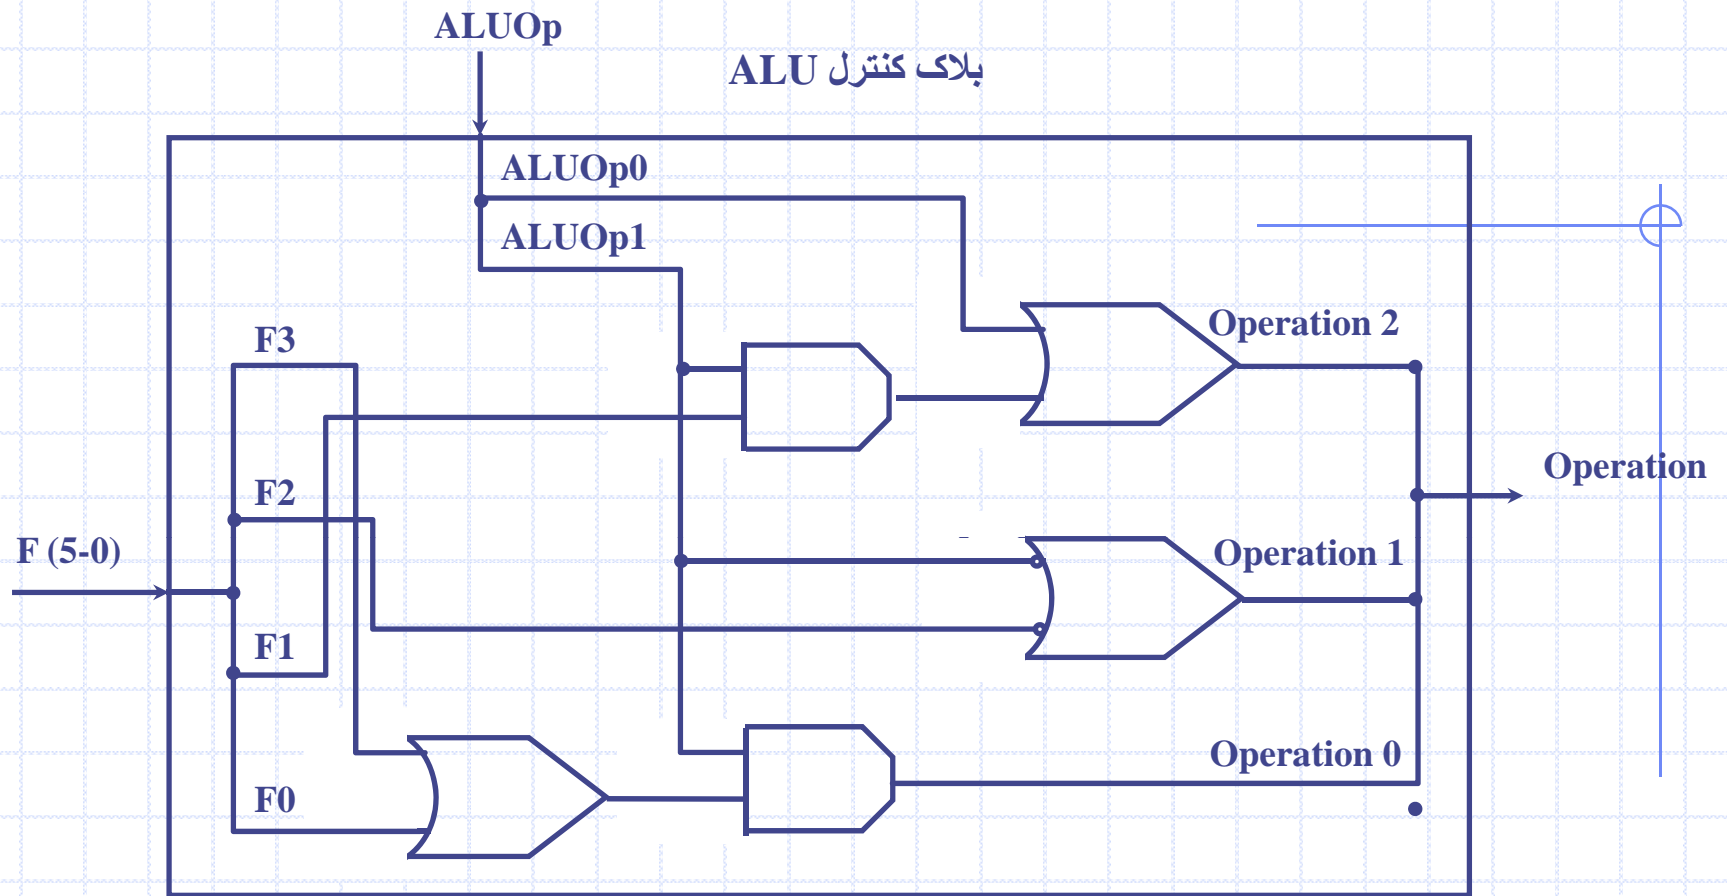 ALUOp
بلاک کنترل ALU
ALUOp0
ALUOp1
F3
Operation 2
Operation
F2
F (5-0)
Operation 1
F1
Operation 0
F0